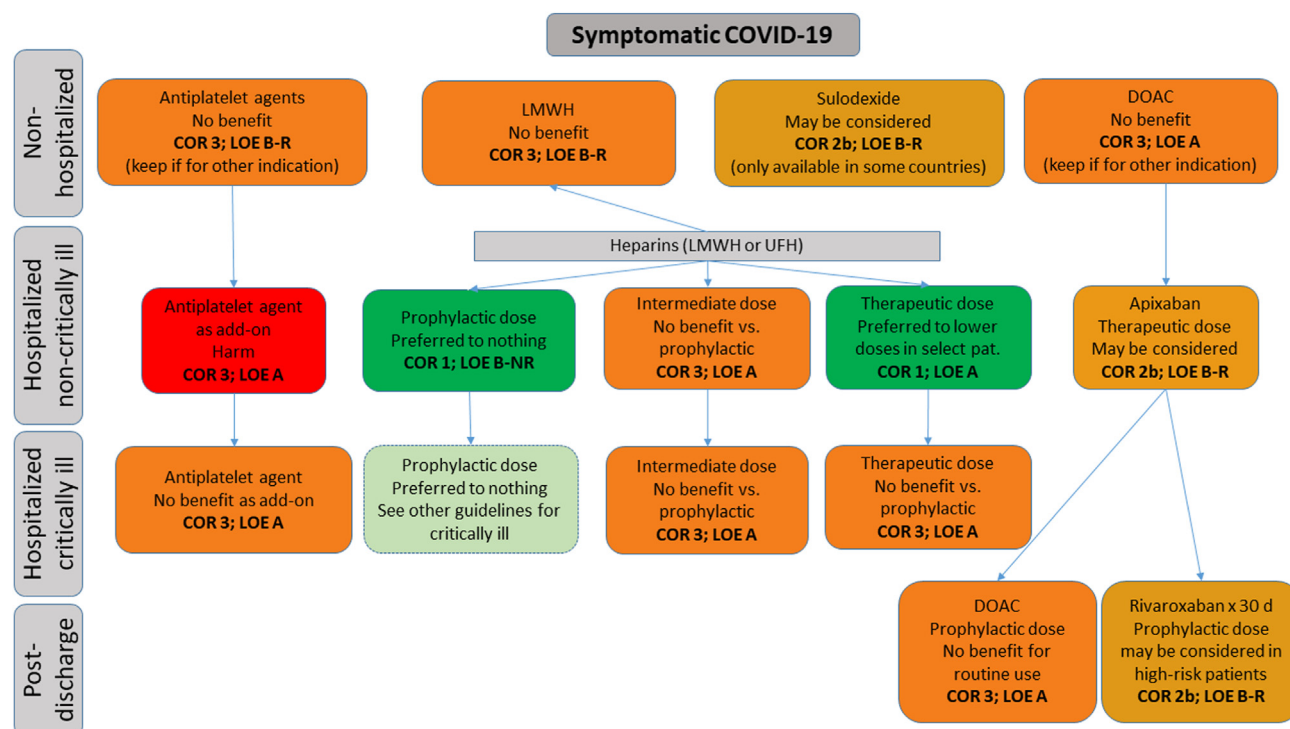 Symptomatic COVID-19
Non-
hospitalized
Antiplatelet agents
No benefit
COR 3; LOE B-R
(keep if for other indication)
LMWH
No benefit
COR 3; LOE B-R
Sulodexide
May be considered
COR 2b; LOE B-R
(only available in some countries)
DOAC
No benefit
COR 3; LOE A
(keep if for other indication)
Heparins (LMWH or UFH)
Hospitalized
non-critically ill
Antiplatelet agent
as add-on
Harm
COR 3; LOE A
Prophylactic dose
Preferred to nothing
COR 1; LOE B-NR
Intermediate dose
No benefit vs.
prophylactic
COR 3; LOE A
Therapeutic dose
Preferred to lower
doses in select pat.
COR 1; LOE A
Apixaban
Therapeutic dose
May be considered
COR 2b; LOE B-R
Hospitalized
critically ill
Antiplatelet agent
No benefit as add-on
COR 3; LOE A
Prophylactic dose
Preferred to nothing
See other guidelines for
critically ill
Intermediate dose
No benefit vs.
prophylactic
COR 3; LOE A
Therapeutic dose
No benefit vs.
prophylactic
COR 3; LOE A
Post-
discharge
DOAC
Prophylactic dose
No benefit for
routine use
COR 3; LOE A
Rivaroxaban x 30 d
Prophylactic dose
may be considered in
high-risk patients
COR 2b; LOE B-R